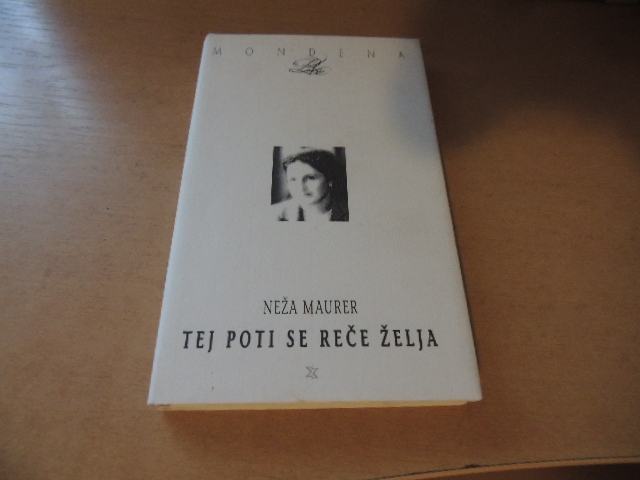 MONDENA
NEŽA MAURER
TEJ POTI SE REČE ŽELJA